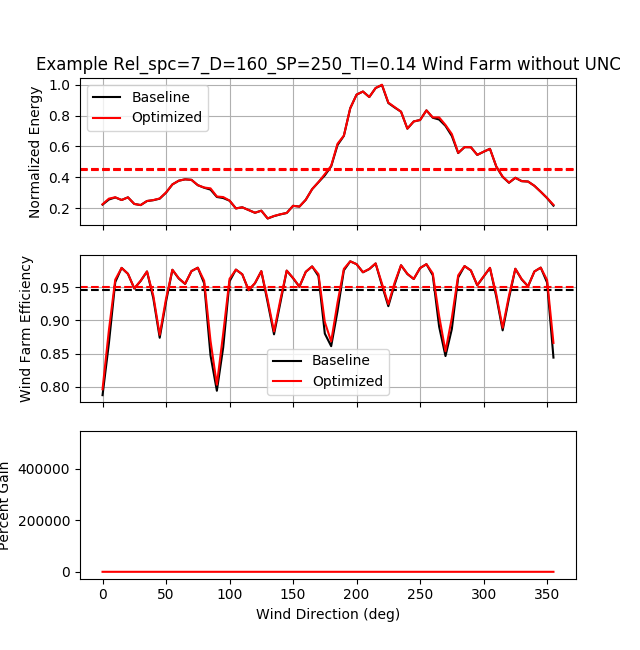 Example Rel_spc=7_D=160_SP=250_TI=0.14 Wind Farm without UNC
Normalized Energy
1.0
0.8
0.6
0.4
0.2
Baseline
Optimized
Wind Farm Efficiency
0.95
0.90
0.85
0.80
Baseline
Optimized
Percent Gain
400000
200000
0
0 50 100 150 200 250 300 350
Wind Direction (deg)